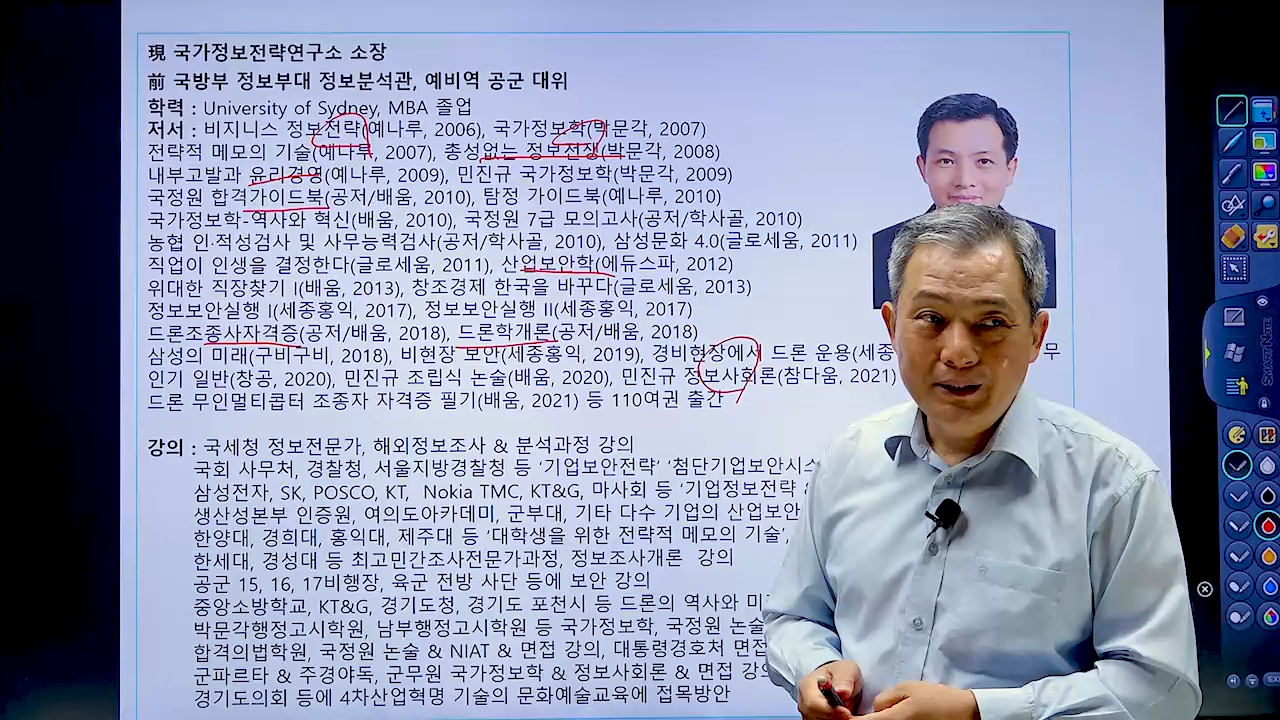 現 국가정보전략연구소 소장
前 국방부 정보부대 정보분석관, 예비역 공군 대위
학력 : University of Sydney, MBA 졸업
저서 : 비지니스 정보전략(예나루, 2006), 국가정보학(박문각, 2007)
전략적 메모의 기술(예나루, 2007), 총성없는 정보전쟁(박문각, 2008)
내부고발과 윤리경영(예나루, 2009), 민진규 국가정보학(박문각, 2009)
국정원 합격가이드북(공저/배움, 2010), 탐정 가이드북(예나루, 2010)
국가정보학-역사와 혁신(배움, 2010), 국정원 7급 모의고사(공저/학사골, 2010)
농협 인·적성검사 및 사무능력검사(공저/학사골, 2010), 삼성문화 4.0(글로세움, 2011)
직업이 인생을 결정한다(글로세움, 2011), 산업보안학(에듀스파, 2012)
위대한 직장찾기 I(배움, 2013), 창조경제 한국을 바꾸다(글로세움, 2013)
정보보안실행 I(세종홍익, 2017), 정보보안실행 II(세종홍익, 2017)
드론조종사자격증(공저/배움, 2018), 드론학개론(공저/배움, 2018)
삼성의 미래(구비구비, 2018), 비현장 보안(세종홍익, 2019), 경비현장에서 드론 운용(세종 무
인기 일반(창공, 2020), 민진규 조립식 논술(배움, 2020), 민진규 정보사회론(참다움, 2021)
드론 무인멀티콥터 조종자 자격증 필기(배움, 2021) 등 110여권 출간
강의 : 국세청 정보전문가, 해외정보조사 & 분석과정 강의
국회 사무처, 경찰청, 서울지방경찰청 등 ‘기업보안전략’ ‘첨단기업보안시스
삼성전자, SK, POSCO, KT, Nokia TMC, KT&G, 마사회 등 ‘기업정보전략 &
생산성본부 인증원, 여의도아카데미, 군부대, 기타 다수 기업의 산업보안
한양대, 경희대, 홍익대, 제주대 등 ‘대학생을 위한 전략적 메모의 기술’,
한세대, 경성대 등 최고민간조사전문가과정, 정보조사개론 강의
공군 15, 16, 17비행장, 육군 전방 사단 등에 보안 강의
중앙소방학교, KT&G, 경기도청, 경기도 포천시 등 드론의 역사와 미
박문각행정고시학원, 남부행정고시학원 등 국가정보학, 국정원 논술
합격의법학원, 국정원 논술 & NIAT & 면접 강의, 대통령경호처 면접
군파르타 & 주경야독, 군무원 국가정보학 & 정보사회론 & 면접 강의
경기도의회 등에 4차산업혁명 기술의 문화예술교육에 접목방안
SMART NOTE